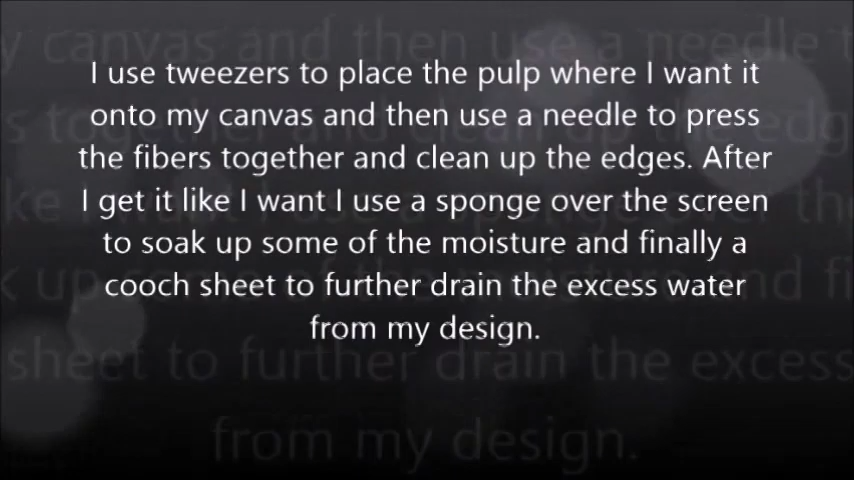 I use tweezers to place the pulp where I want it
onto my canvas and then use a needle to press
the fibers together and clean up the edges. After
I get it like I want I use a sponge over the screen
to soak up some of the moisture and finally a
cooch sheet to further drain the excess water
from my design.